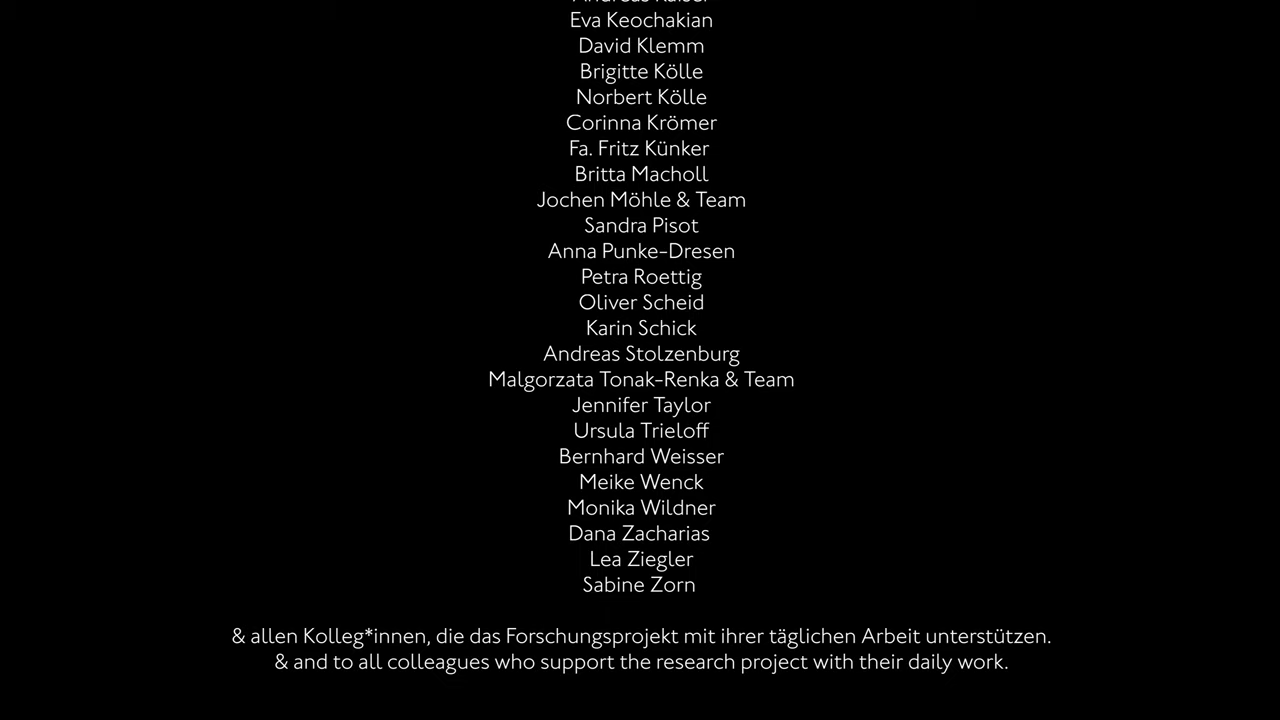 Eva Keochakian
David Klemm
Brigitte Kölle
Norbert Kölle
Corinna Krömer
Fa. Fritz Künker
Britta Macholl
Jochen Möhle & Team
Sandra Pisot
Anna Punke-Dresen
Petra Roettig
Oliver Scheid
Karin Schick
Andreas Stolzenburg
Malgorzata Tonak-Renka & Team
Jennifer Taylor
Ursula Trieloff
Bernhard Weisser
Meike Wenck
Monika Wildner
Dana Zacharias
Lea Ziegler
Sabine Zorn
& allen Kolleg*innen, die das Forschungsprojekt mit ihrer täglichen Arbeit unterstützen.
& and to all colleagues who support the research project with their daily work.